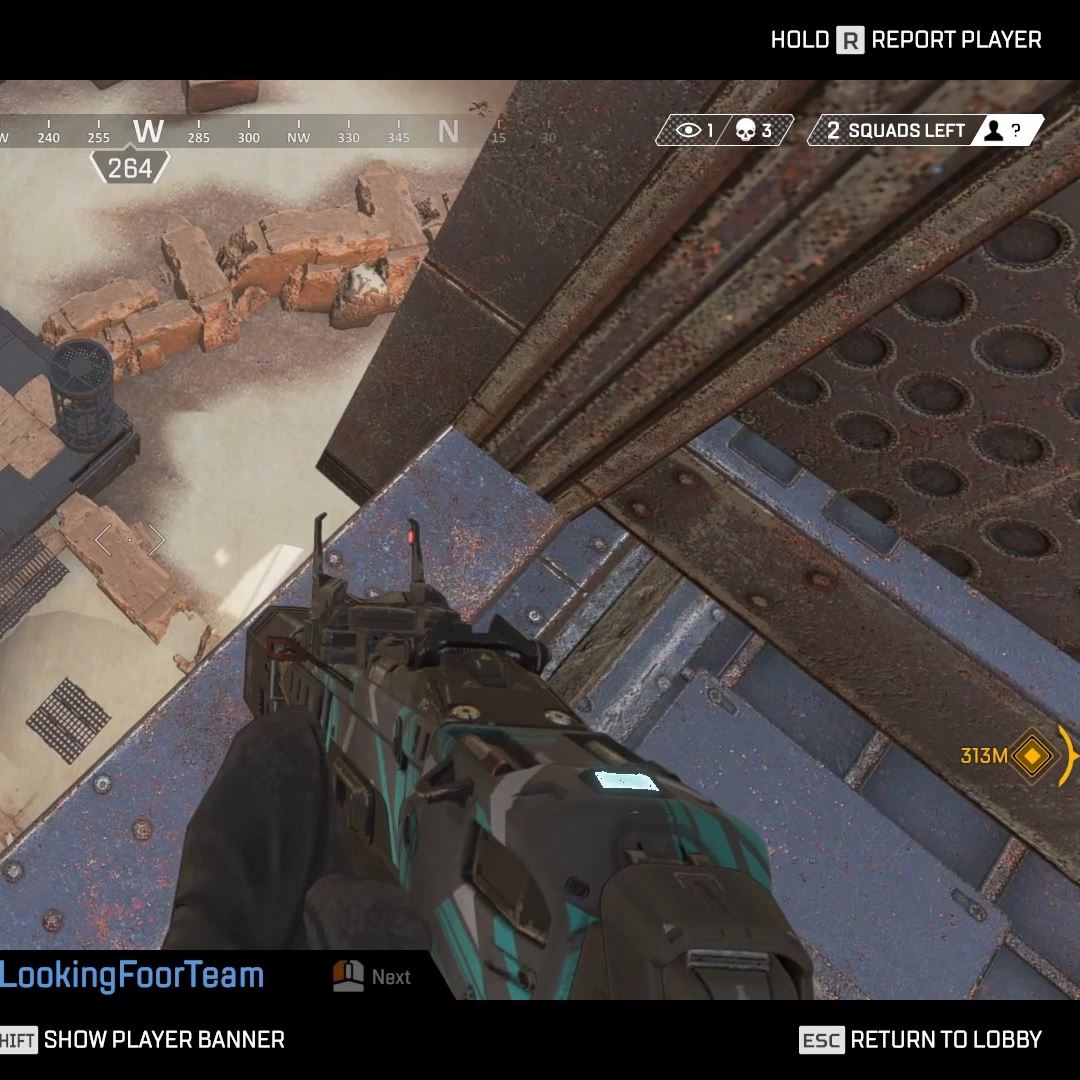 HOLD R REPORT PLAYER
W 240 255 W 285 300 NW 330 345 N 15 30
264
1 3 2 SQUADS LEFT ?
313M
LookingFoorTeam Next
HIFT SHOW PLAYER BANNER
ESC RETURN TO LOBBY